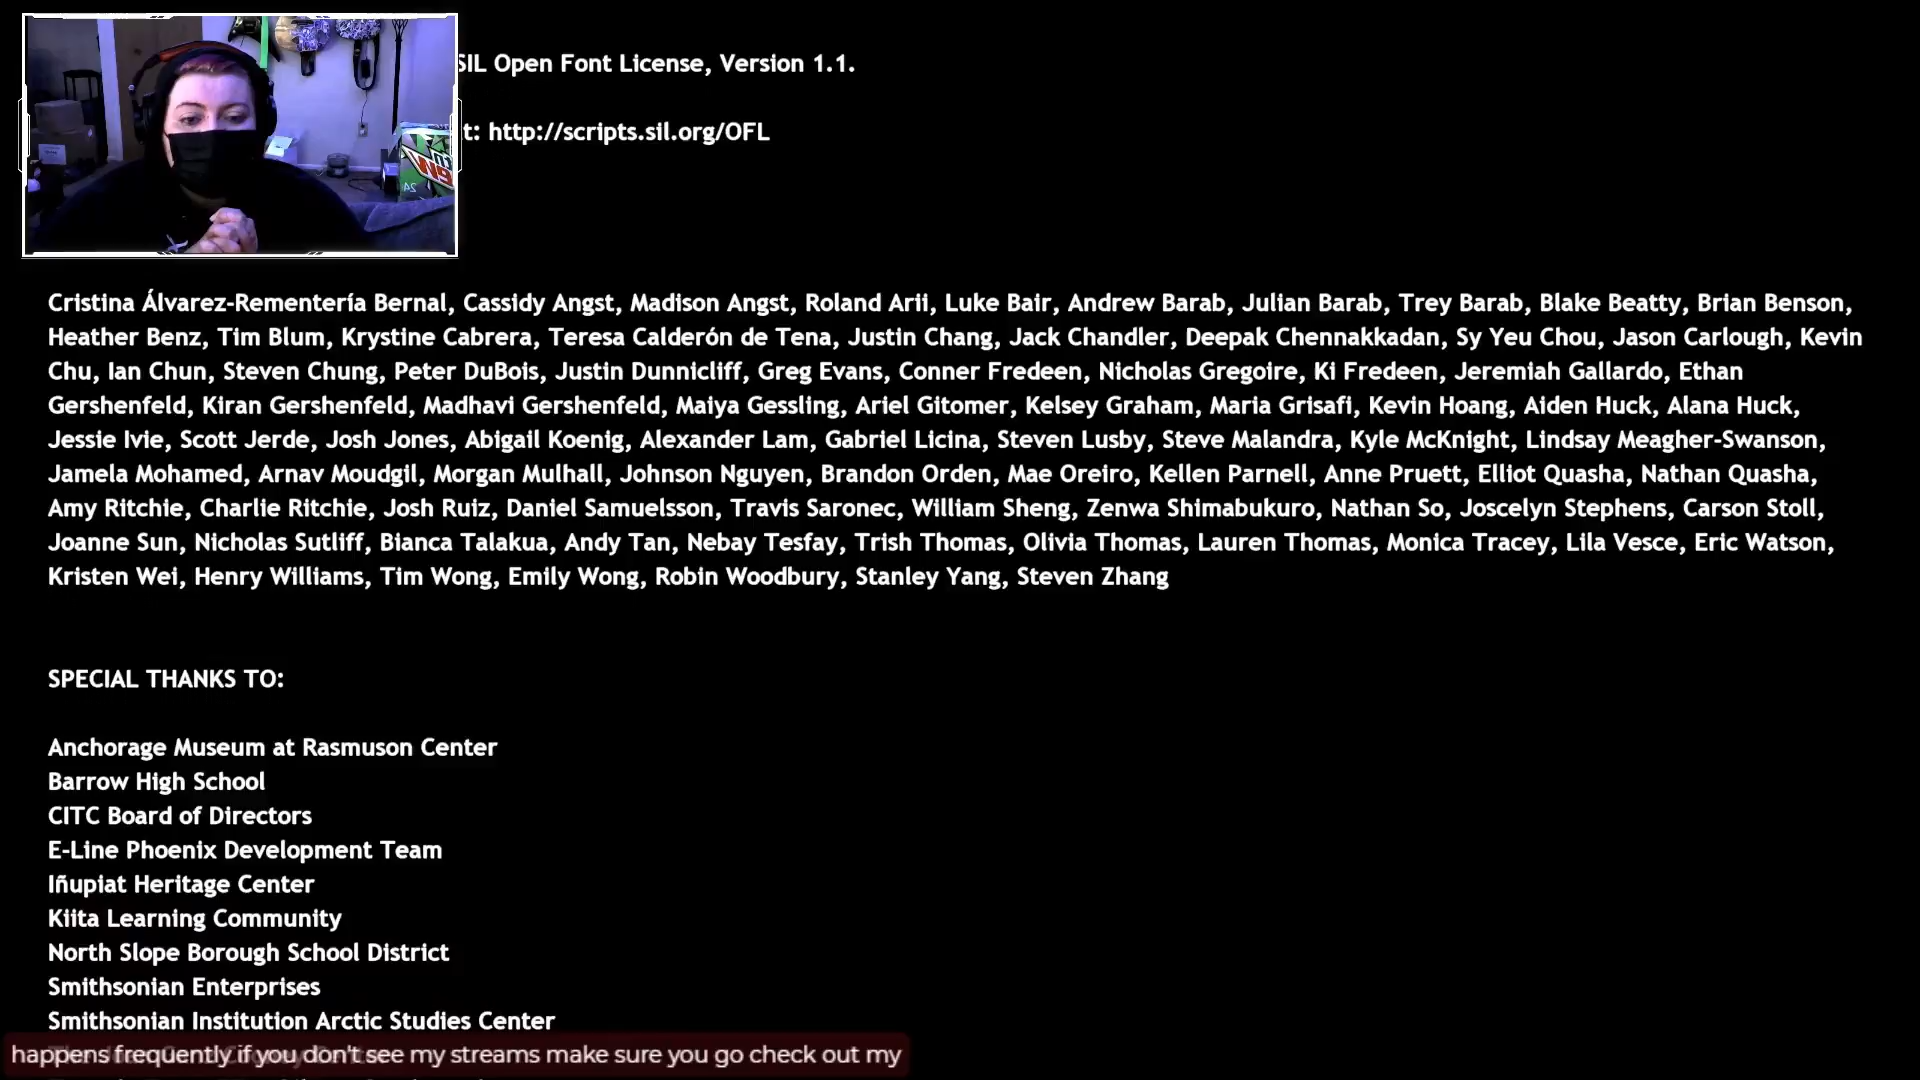 SIL Open Font License, Version 1.1.
t: http://scripts.sil.org/OFL
Cristina Álvarez-Rementería Bernal, Cassidy Angst, Madison Angst, Roland Arii, Luke Bair, Andrew Barab, Julian Barab, Trey Barab, Blake Beatty, Brian Benson,
Heather Benz, Tim Blum, Krystine Cabrera, Teresa Calderón de Tena, Justin Chang, Jack Chandler, Deepak Chennakkadan, Sy Yeu Chou, Jason Carlough, Kevin
Chu, Ian Chun, Steven Chung, Peter DuBois, Justin Dunnicliff, Greg Evans, Conner Fredeen, Nicholas Gregoire, Ki Fredeen, Jeremiah Gallardo, Ethan
Gershenfeld, Kiran Gershenfeld, Madhavi Gershenfeld, Maiya Gessling, Ariel Gitomer, Kelsey Graham, Maria Grisafi, Kevin Hoang, Aiden Huck, Alana Huck,
Jessie Ivie, Scott Jerde, Josh Jones, Abigail Koenig, Alexander Lam, Gabriel Licina, Steven Lusby, Steve Malandra, Kyle McKnight, Lindsay Meagher-Swanson,
Jamela Mohamed, Arnav Moudgil, Morgan Mulhall, Johnson Nguyen, Brandon Orden, Mae Oreiro, Kellen Parnell, Anne Pruett, Elliot Quasha, Nathan Quasha,
Amy Ritchie, Charlie Ritchie, Josh Ruiz, Daniel Samuelsson, Travis Saronec, William Sheng, Zenwa Shimabukuro, Nathan So, Joscelyn Stephens, Carson Stoll,
Joanne Sun, Nicholas Sutliff, Bianca Talakua, Andy Tan, Nebay Tesfay, Trish Thomas, Olivia Thomas, Lauren Thomas, Monica Tracey, Lila Vesce, Eric Watson,
Kristen Wei, Henry Williams, Tim Wong, Emily Wong, Robin Woodbury, Stanley Yang, Steven Zhang
SPECIAL THANKS TO:
Anchorage Museum at Rasmuson Center
Barrow High School
CITC Board of Directors
E-Line Phoenix Development Team
Iñupiat Heritage Center
Kiita Learning Community
North Slope Borough School District
Smithsonian Enterprises
Smithsonian Institution Arctic Studies Center
happens frequently if you don't see my streams make sure you go check out my